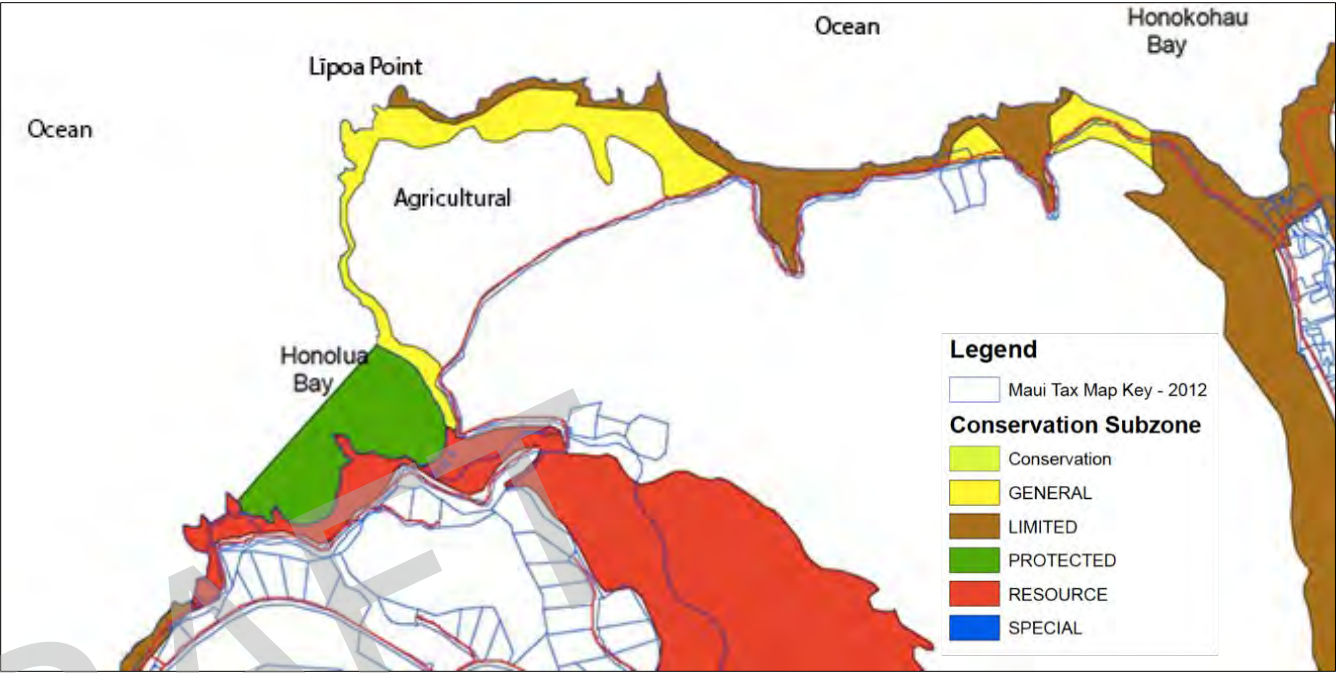 Honokohau
Bay
Ocean
Līpoa Point
Ocean
Agricultural
Honolua
Bay
Legend
Maui Tax Map Key - 2012
Conservation Subzone
Conservation
GENERAL
LIMITED
PROTECTED
RESOURCE
SPECIAL
DRAFT